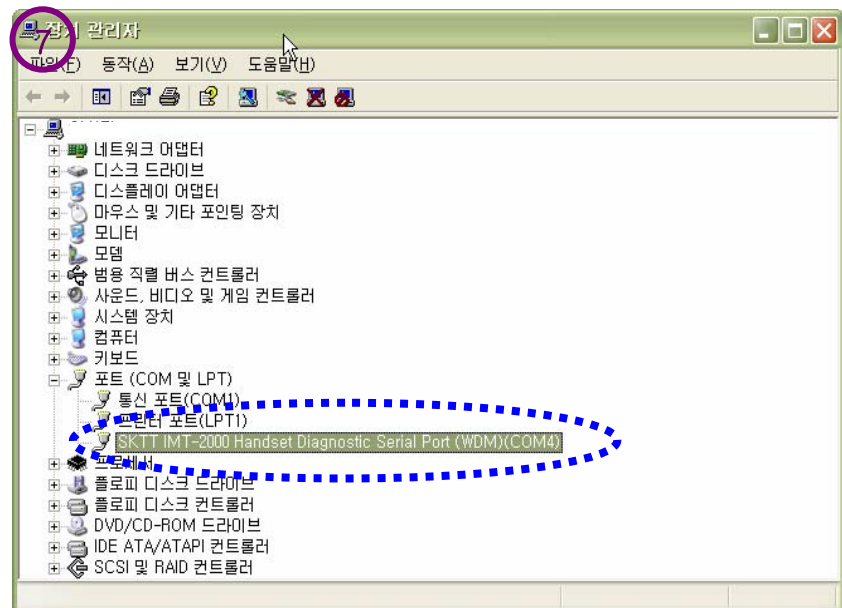 7
장치 관리자
파일(F) 동작(A) 보기(V) 도움말(H)
네트워크 어댑터
디스크 드라이브
디스플레이 어댑터
마우스 및 기타 포인팅 장치
모니터
모뎀
범용 직렬 버스 컨트롤러
사운드, 비디오 및 게임 컨트롤러
시스템 장치
컴퓨터
키보드
포트 (COM 및 LPT)
통신 포트(COM1)
프린터 포트(LPT1)
SKTT IMT-2000 Handset Diagnostic Serial Port (WDM)(COM4)
프로세서
플로피 디스크 드라이브
플로피 디스크 컨트롤러
DVD/CD-ROM 드라이브
IDE ATA/ATAPI 컨트롤러
SCSI 및 RAID 컨트롤러